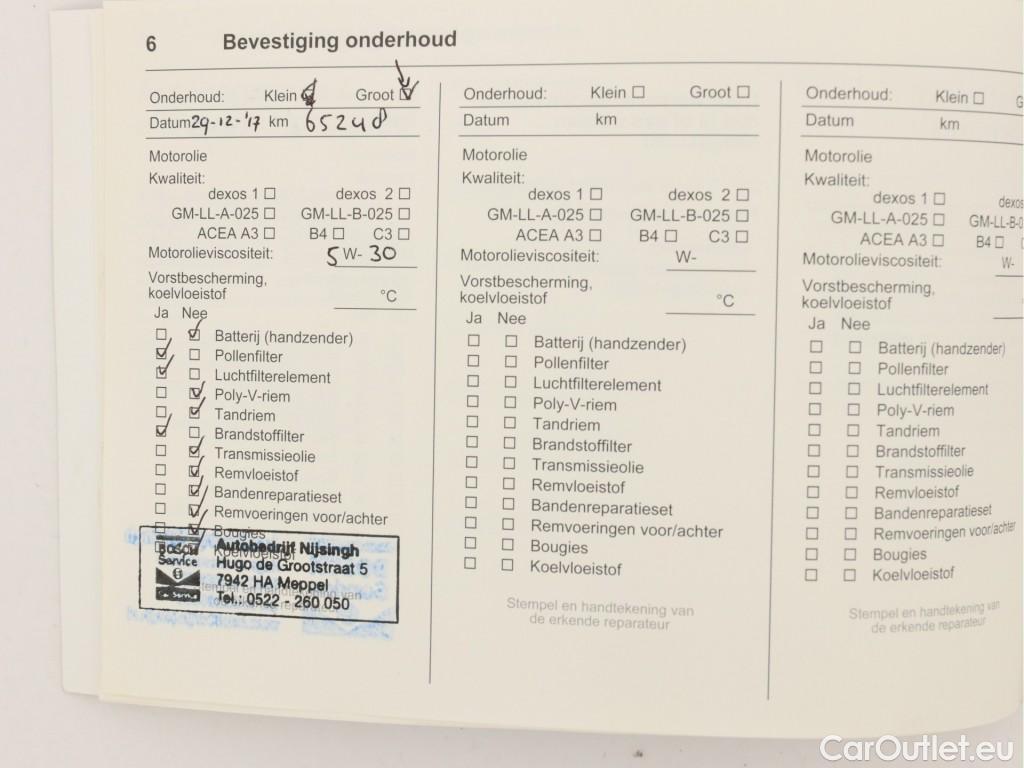 6 Bevestiging onderhoud
Onderhoud: Klein Groot
Datum 29-12-'17 km 65248
Motorolie
Kwaliteit:
dexos 1 dexos 2
GM-LL-A-025 GM-LL-B-025
ACEA A3 B4 C3
Motorolieviscositeit: 5 W- 30
Vorstbescherming,
koelvloeistof °C
Ja Nee
Batterij (handzender)
Pollenfilter
Luchtfilterelement
Poly-V-riem
Tandriem
Brandstoffilter
Transmissieolie
Remvloeistof
Bandenreparatieset
Remvoeringen voor/achter
Bougies
Koelvloeistof
BOSCH
Service
Car Service
Autobedrijf Nijsingh
Hugo de Grootstraat 5
7942 HA Meppel
Tel.: 0522 - 260 050
Onderhoud: Klein Groot
Datum km
Motorolie
Kwaliteit:
dexos 1 dexos 2
GM-LL-A-025 GM-LL-B-025
ACEA A3 B4 C3
Motorolieviscositeit: W-
Vorstbescherming,
koelvloeistof °C
Ja Nee
Batterij (handzender)
Pollenfilter
Luchtfilterelement
Poly-V-riem
Tandriem
Brandstoffilter
Transmissieolie
Remvloeistof
Bandenreparatieset
Remvoeringen voor/achter
Bougies
Koelvloeistof
Stempel en handtekening van
de erkende reparateur
Onderhoud: Klein G
Datum km
Motorolie
Kwaliteit:
dexos 1 dexos
GM-LL-A-025 GM-LL-B
ACEA A3 B4 C
Motorolieviscositeit: W-
Vorstbescherming,
koelvloeistof
Ja Nee
Batterij (handzender)
Pollenfilter
Luchtfilterelement
Poly-V-riem
Tandriem
Brandstoffilter
Transmissieolie
Remvloeistof
Bandenreparatieset
Remvoeringen voor/achter
Bougies
Koelvloeistof
Stempel en handtekening van
de erkende reparateur
CarOutlet.eu